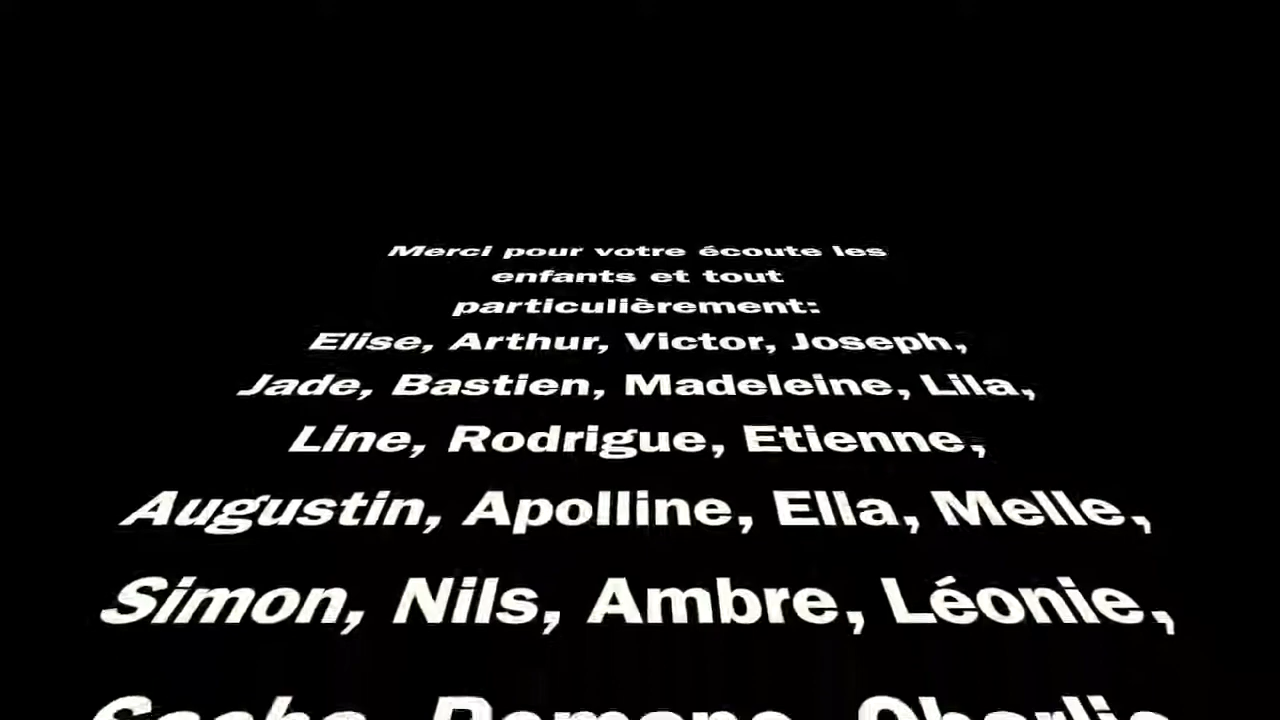 Merci pour votre écoute les
enfants et tout
particulièrement:
Elise, Arthur, Victor, Joseph,
Jade, Bastien, Madeleine, Lila,
Line, Rodrigue, Etienne,
Augustin, Apolline, Ella, Melle,
Simon, Nils, Ambre, Léonie,